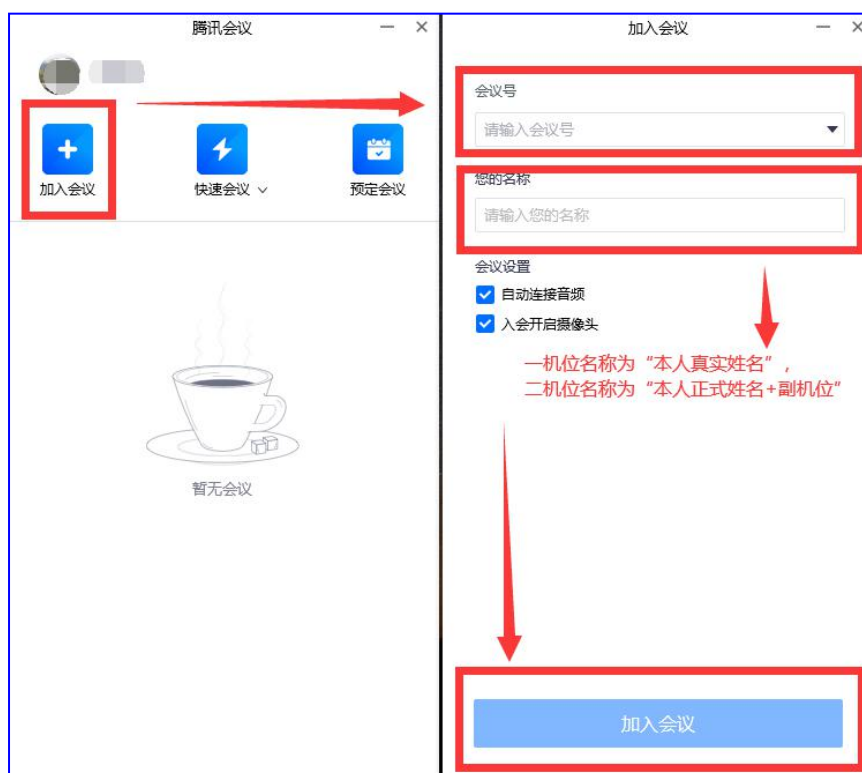 腾讯会议
加入会议
快速会议
预定会议
暂无会议
加入会议
会议号
请输入会议号
您的名称
请输入您的名称
会议设置
自动连接音频
入会开启摄像头
一机位名称为“本人真实姓名”,
二机位名称为“本人正式姓名+副机位”
加入会议